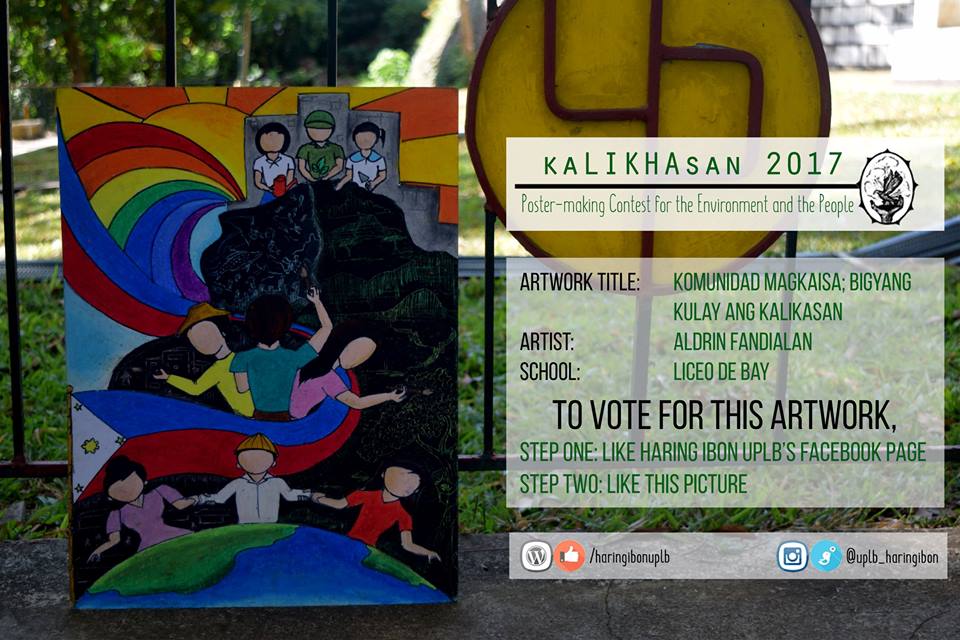 KALIKHASAN 2017
Poster-making Contest for the Environment and the People
ARTWORK TITLE: KOMUNIDAD MAGKAISA; BIGYANG
KULAY ANG KALIKASAN
ARTIST: ALDRIN FANDIALAN
SCHOOL: LICEO DE BAY
TO VOTE FOR THIS ARTWORK,
STEP ONE: LIKE HARING IBON UPLB'S FACEBOOK PAGE
STEP TWO: LIKE THIS PICTURE
/haringibonuplb @uplb_haringibon